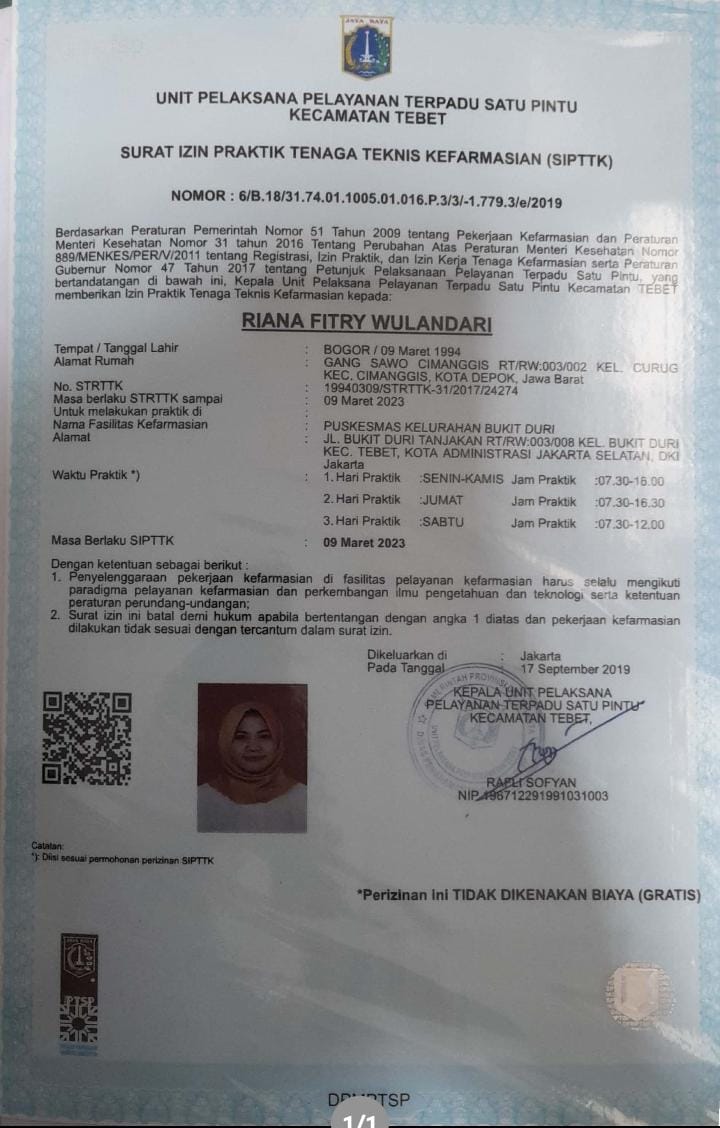 JAYA RAYA
UNIT PELAKSANA PELAYANAN TERPADU SATU PINTU
KECAMATAN TEBET
SURAT IZIN PRAKTIK TENAGA TEKNIS KEFARMASIAN (SIPTTK)
NOMOR : 6/B.18/31.74.01.1005.01.016.P.3/3/-1.779.3/e/2019
Berdasarkan Peraturan Pemerintah Nomor 51 Tahun 2009 tentang Pekerjaan Kefarmasian dan Peraturan
Menteri Kesehatan Nomor 31 tahun 2016 Tentang Perubahan Atas Peraturan Menteri Kesehatan Nomor
889/MENKES/PER/V/2011 tentang Registrasi, Izin Praktik, dan Izin Kerja Tenaga Kefarmasian serta Peraturan
Gubernur Nomor 47 Tahun 2017 tentang Petunjuk Pelaksanaan Pelayanan Terpadu Satu Pintu, yang
bertandatangan di bawah ini, Kepala Unit Pelaksana Pelayanan Terpadu Satu Pintu Kecamatan TEBET
memberikan Izin Praktik Tenaga Teknis Kefarmasian kepada:
RIANA FITRY WULANDARI
Tempat / Tanggal Lahir : BOGOR / 09 Maret 1994
Alamat Rumah : GANG SAWO CIMANGGIS RT/RW:003/002 KEL. CURUG
KEC. CIMANGGIS, KOTA DEPOK, Jawa Barat
No. STRTTK : 19940309/STRTTK-31/2017/24274
Masa berlaku STRTTK sampai : 09 Maret 2023
Untuk melakukan praktik di :
Nama Fasilitas Kefarmasian : PUSKESMAS KELURAHAN BUKIT DURI
Alamat : JL. BUKIT DURI TANJAKAN RT/RW:003/008 KEL. BUKIT DURI
KEC. TEBET, KOTA ADMINISTRASI JAKARTA SELATAN, DKI
Jakarta
Waktu Praktik *) : 1. Hari Praktik :SENIN-KAMIS Jam Praktik :07.30-16.00
2. Hari Praktik :JUMAT Jam Praktik :07.30-16.30
3. Hari Praktik :SABTU Jam Praktik :07.30-12.00
Masa Berlaku SIPTTK : 09 Maret 2023
Dengan ketentuan sebagai berikut :
1. Penyelenggaraan pekerjaan kefarmasian di fasilitas pelayanan kefarmasian harus selalu mengikuti
paradigma pelayanan kefarmasian dan perkembangan ilmu pengetahuan dan teknologi serta ketentuan
peraturan perundang-undangan;
2. Surat izin ini batal demi hukum apabila bertentangan dengan angka 1 diatas dan pekerjaan kefarmasian
dilakukan tidak sesuai dengan tercantum dalam surat izin.
Dikeluarkan di : Jakarta
Pada Tanggal : 17 September 2019
KEPALA UNIT PELAKSANA
PELAYANAN TERPADU SATU PINTU
KECAMATAN TEBET,
RAFLI SOFYAN
NIP 196712291991031003
Catatan:
*): Diisi sesuai permohonan perizinan SIPTTK
*Perizinan Ini TIDAK DIKENAKAN BIAYA (GRATIS)
JAYA RAYA
PTSP
DPMPTSP
1/1